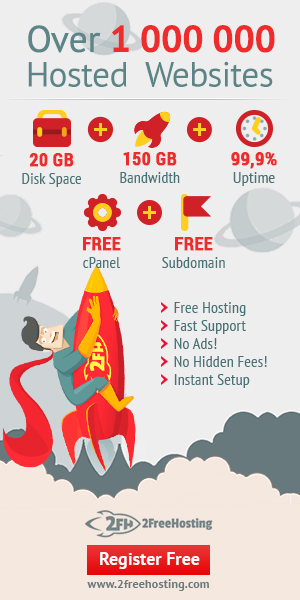 Over 1 000 000
Hosted Websites
20 GB
Disk Space
150 GB
Bandwidth
99,9%
Uptime
FREE
cPanel
FREE
Subdomain
Free Hosting
Fast Support
No Ads!
No Hidden Fees!
Instant Setup
2FH
2FH 2FreeHosting
Register Free
www.2freehosting.com